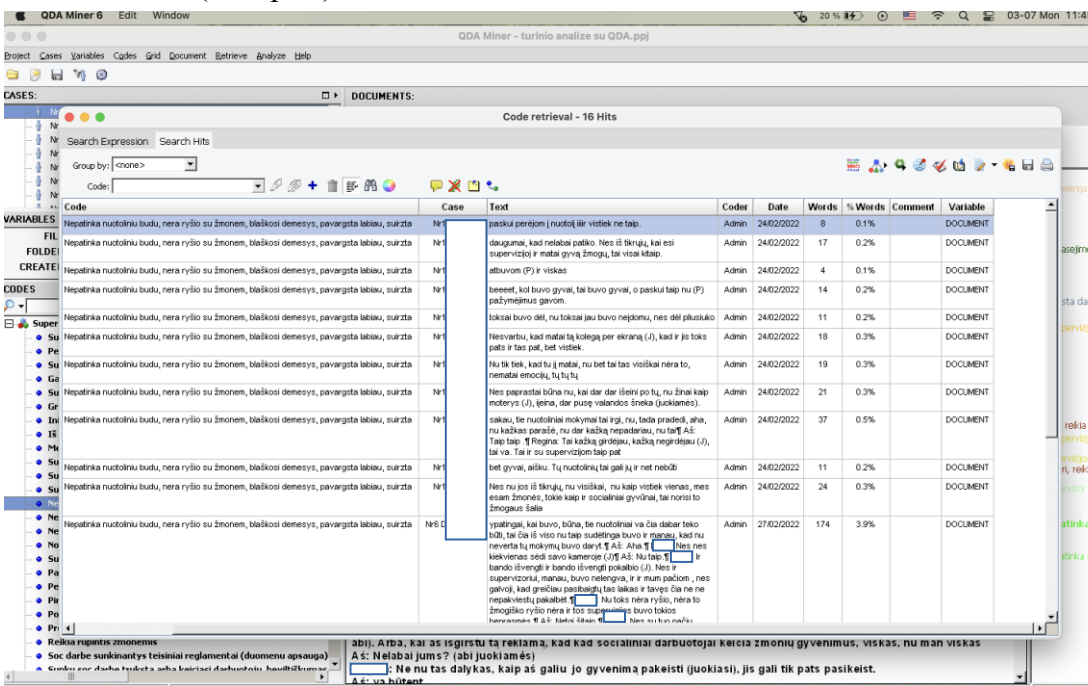 QDA Miner 6 Edit Window 20 % 03-07 Mon 11:4
QDA Miner - turinio analize su QDA.ppj
Project Cases Variables Codes Grid Document Retrieve Analyze Help
CASES: DOCUMENTS:
Code retrieval - 16 Hits
Search Expression Search Hits
Group by: <none>
Code:
Code Case Text Coder Date Words % Words Comment Variable
Nepatinka nuotoliniu budu, nera ryšio su žmonem, blaškosi demesys, pavargsta labiau, suirzta Nr1 paskui perėjom į nuotolį iiir vistiek ne taip. Admin 24/02/2022 8 0.1% DOCUMENT
Nepatinka nuotoliniu budu, nera ryšio su žmonem, blaškosi demesys, pavargsta labiau, suirzta Nr1 daugumai, kad nelabai patiko. Nes iš tikrųjų, kai esi Admin 24/02/2022 17 0.2% DOCUMENT
supervizijoj ir matai gyvą žmogų, tai visai kitaip.
Nepatinka nuotoliniu budu, nera ryšio su žmonem, blaškosi demesys, pavargsta labiau, suirzta Nr1 atbuvom (P) ir viskas Admin 24/02/2022 4 0.1% DOCUMENT
Nepatinka nuotoliniu budu, nera ryšio su žmonem, blaškosi demesys, pavargsta labiau, suirzta Nr1 beeeet, kol buvo gyvai, tai buvo gyvai, o paskui taip nu (P) Admin 24/02/2022 14 0.2% DOCUMENT
pažymėjimus gavom.
Nepatinka nuotoliniu budu, nera ryšio su žmonem, blaškosi demesys, pavargsta labiau, suirzta Nr1 toksai buvo dėl, nu toksai jau buvo neįdomu, nes dėl pliusiuko Admin 24/02/2022 11 0.2% DOCUMENT
Nepatinka nuotoliniu budu, nera ryšio su žmonem, blaškosi demesys, pavargsta labiau, suirzta Nr1 Nesvarbu, kad matai tą kolegą per ekraną (J), kad ir jis toks Admin 24/02/2022 18 0.3% DOCUMENT
pats ir tas pat, bet vistiek.
Nepatinka nuotoliniu budu, nera ryšio su žmonem, blaškosi demesys, pavargsta labiau, suirzta Nr1 Nu tik tiek, kad tu jį matai, nu bet tai tas visiškai nėra to, Admin 24/02/2022 19 0.3% DOCUMENT
nematai emocijų, tų tų tų
Nepatinka nuotoliniu budu, nera ryšio su žmonem, blaškosi demesys, pavargsta labiau, suirzta Nr1 Nes paprastai būna nu, kai dar dar išeini po tų, nu žinai kaip Admin 24/02/2022 21 0.3% DOCUMENT
moterys (J), įeina, dar pusę valandos šneka (juokiamės).
Nepatinka nuotoliniu budu, nera ryšio su žmonem, blaškosi demesys, pavargsta labiau, suirzta Nr1 sakau, tie nuotoliniai mokymai tai irgi, nu, tada pradedi, aha, Admin 24/02/2022 37 0.5% DOCUMENT
nu kažkas parašė, nu dar kažką nepadariau, nu tai¶ Aš:
Taip taip .¶ Regina: Tai kažką girdėjau, kažką negirdėjau (J),
tai va. Tai ir su supervizijom taip pat
Nepatinka nuotoliniu budu, nera ryšio su žmonem, blaškosi demesys, pavargsta labiau, suirzta Nr1 bet gyvai, aišku. Tų nuotolinių tai gali jų ir net nebūti Admin 24/02/2022 11 0.2% DOCUMENT
Nepatinka nuotoliniu budu, nera ryšio su žmonem, blaškosi demesys, pavargsta labiau, suirzta Nr1 Nes nu jos iš tikrųjų, nu visiškai, nu kaip vistiek vienas, mes Admin 24/02/2022 24 0.3% DOCUMENT
esam žmonės, tokie kaip ir socialiniai gyvūnai, tai norisi to
žmogaus šalia
Nepatinka nuotoliniu budu, nera ryšio su žmonem, blaškosi demesys, pavargsta labiau, suirzta Nr6 D ypatingai, kai buvo, būna, tie nuotoliniai va čia dabar teko Admin 27/02/2022 174 3.9% DOCUMENT
būti, tai čia iš viso nu taip sudėtinga buvo ir manau, kad nu
neverta tų mokymų buvo daryt.¶ Aš: Aha.¶ Nes nes
kiekvienas sėdi savo kameroje (J)¶ Aš: Nu taip.¶ Ir
bando išvengti ir bando išvengti pokalbio (J). Nes ir
supervizoriui, manau, buvo nelengva, ir ir mum pačiom , nes
galvoji, kad greičiau pasibaigtų tas laikas ir tavęs čia ne ne
nepakviestų pakalbėt.¶ Nu toks nėra ryšio, nėra to
žmogiško ryšio nėra ir tos supervizijos buvo tokios
beprasmės.¶ Aš: Netgi šitaip.¶ Nes su tuo pačiu
VARIABLES
FIL
FOLDE
CREATE
CODES
Super
Reikia rupintis zmonemis
Soc darbe sunkinantys teisiniai reglamentai (duomenu apsauga)
Sunku soc darbe truksta arba keiciasi darbuotoju, beviltiškumas
abi). Arba, kai as isgirstu tą reklamą, kad kad socialiniai darbuotojai keicia zmonių gyvenimus, viskas, nu man viskas
Aš: Nelabai jums? (abi juokiamės)
: Ne nu tas dalykas, kaip aš galiu jo gyvenimą pakeisti (juokiasi), jis gali tik pats pasikeist.
Aš: va būtent